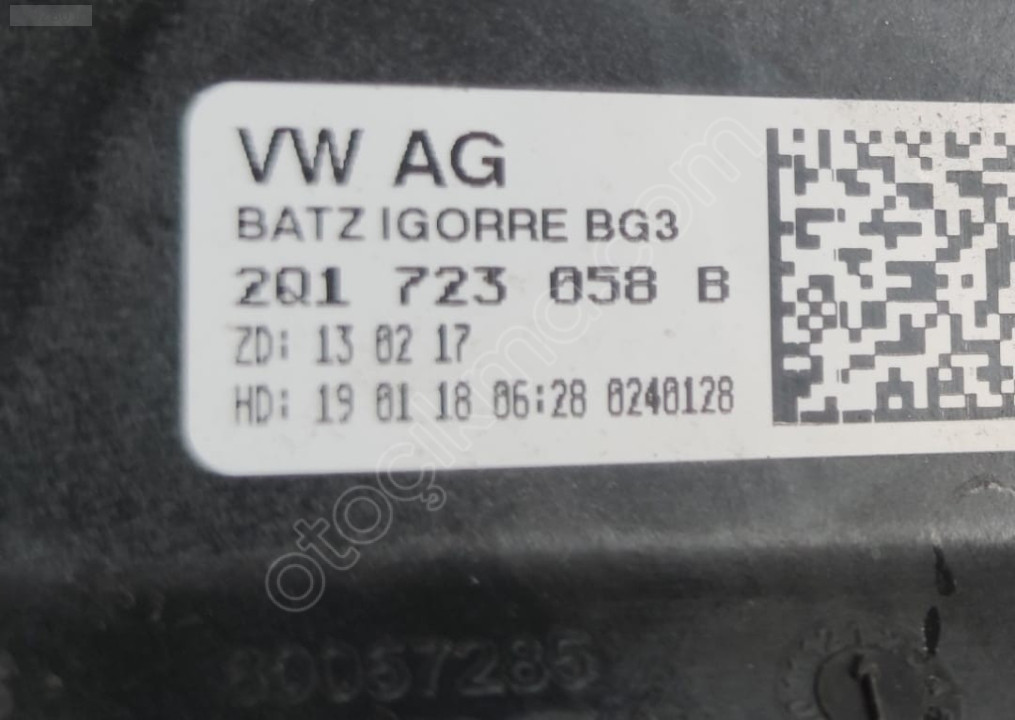 VW AG
BATZ IGORRE BG3
2Q1 723 058 B
ZD: 13 02 17
HD: 19 01 18 06:28 0240128
otoçıkma.com
80057285